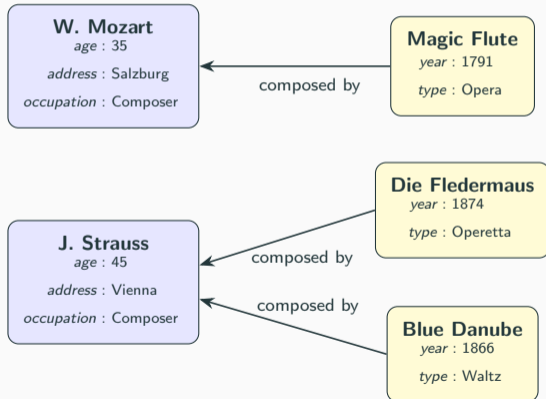 W. Mozart
age : 35
address : Salzburg
occupation : Composer
composed by
Magic Flute
year : 1791
type : Opera
J. Strauss
age : 45
address : Vienna
occupation : Composer
composed by
Die Fledermaus
year : 1874
type : Operetta
composed by
Blue Danube
year : 1866
type : Waltz